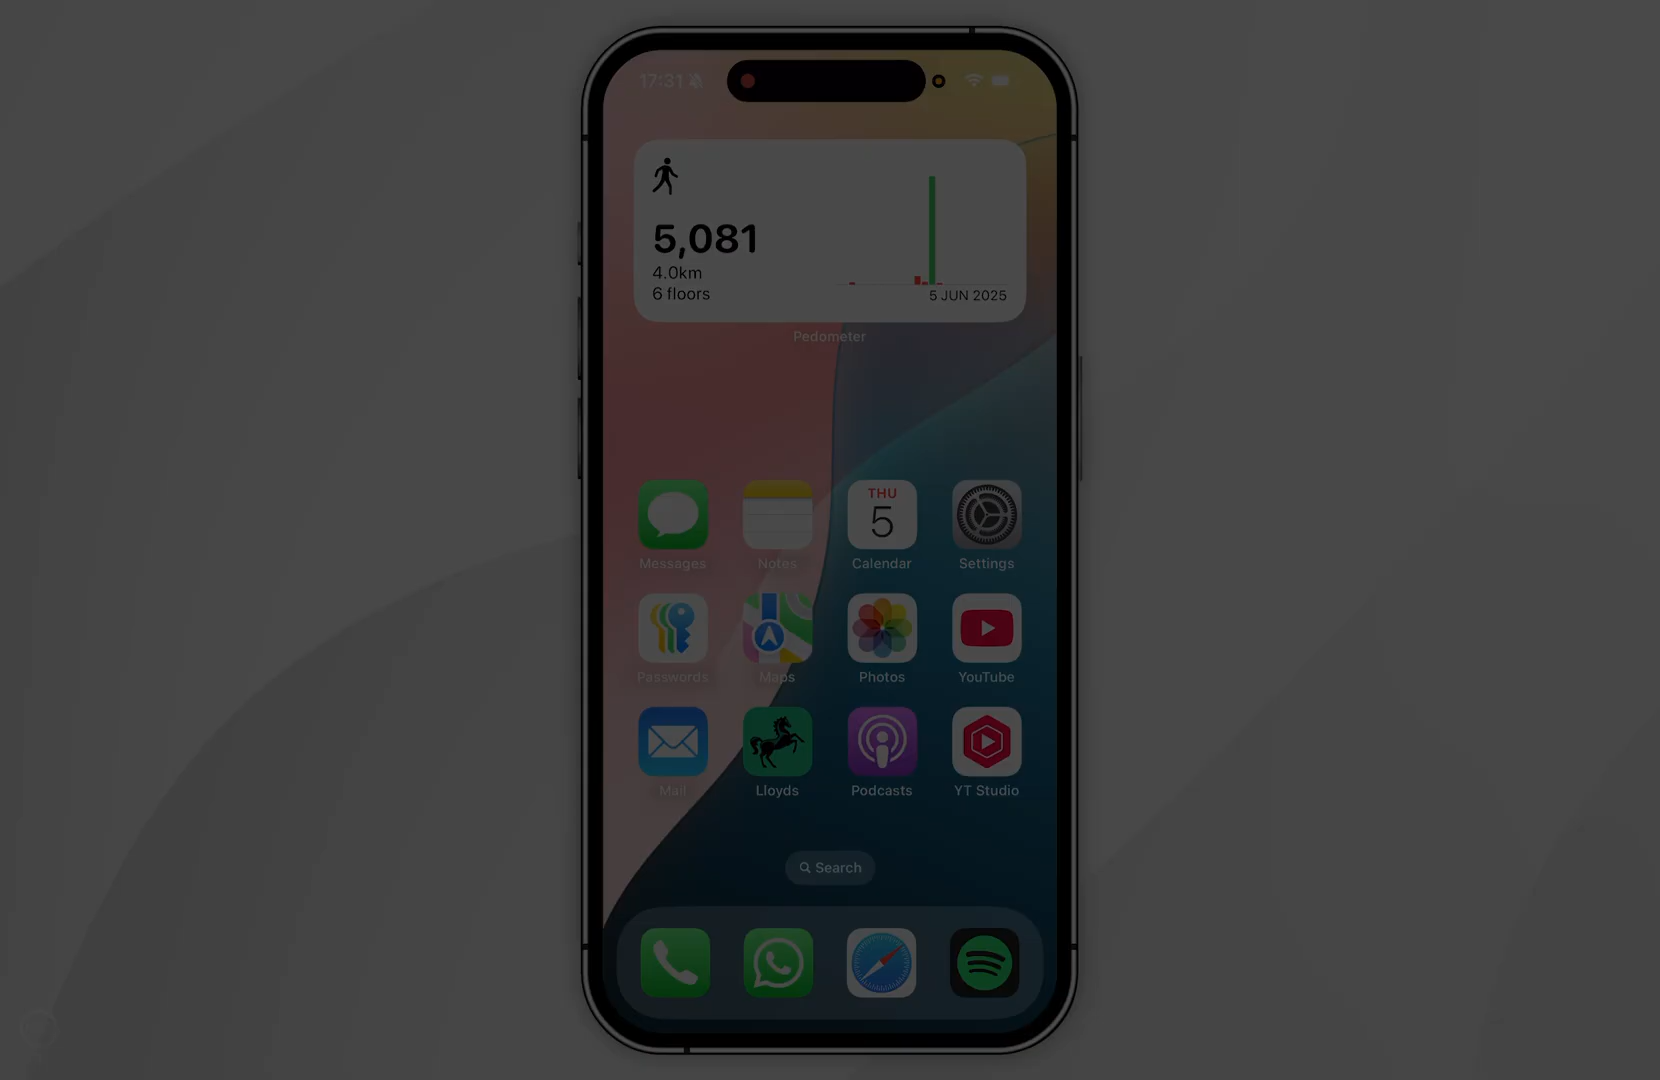 17:31
5,081
4.0km
6 floors
5 JUN 2025
Pedometer
THU
5
Messages
Notes
Calendar
Settings
Passwords
Maps
Photos
YouTube
Mail
Lloyds
Podcasts
YT Studio
Search